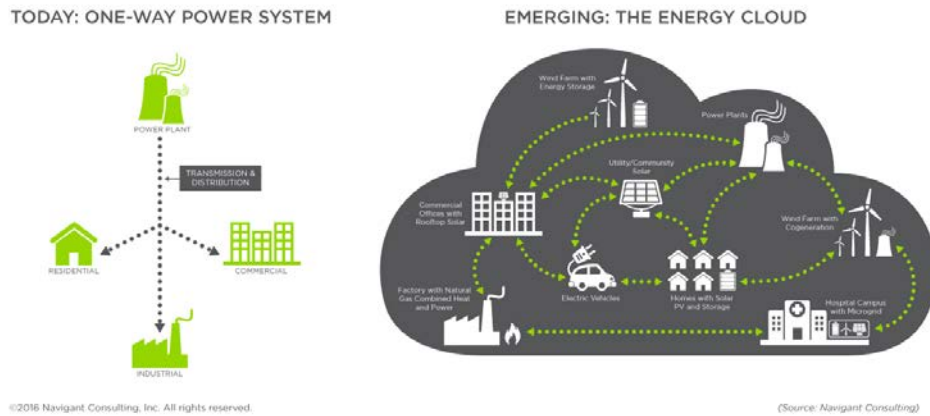 TODAY: ONE-WAY POWER SYSTEM
POWER PLANT
TRANSMISSION &
DISTRIBUTION
RESIDENTIAL
COMMERCIAL
INDUSTRIAL
EMERGING: THE ENERGY CLOUD
Wind Farm with
Energy Storage
Power Plants
Utility/Community
Solar
Commercial
Offices with
Rooftop Solar
Wind Farm with
Cogeneration
Factory with Natural
Gas Combined Heat
and Power
Electric Vehicles
Homes with Solar
PV and Storage
Hospital Campus
with Microgrid
©2016 Navigant Consulting, Inc. All rights reserved.
(Source: Navigant Consulting)